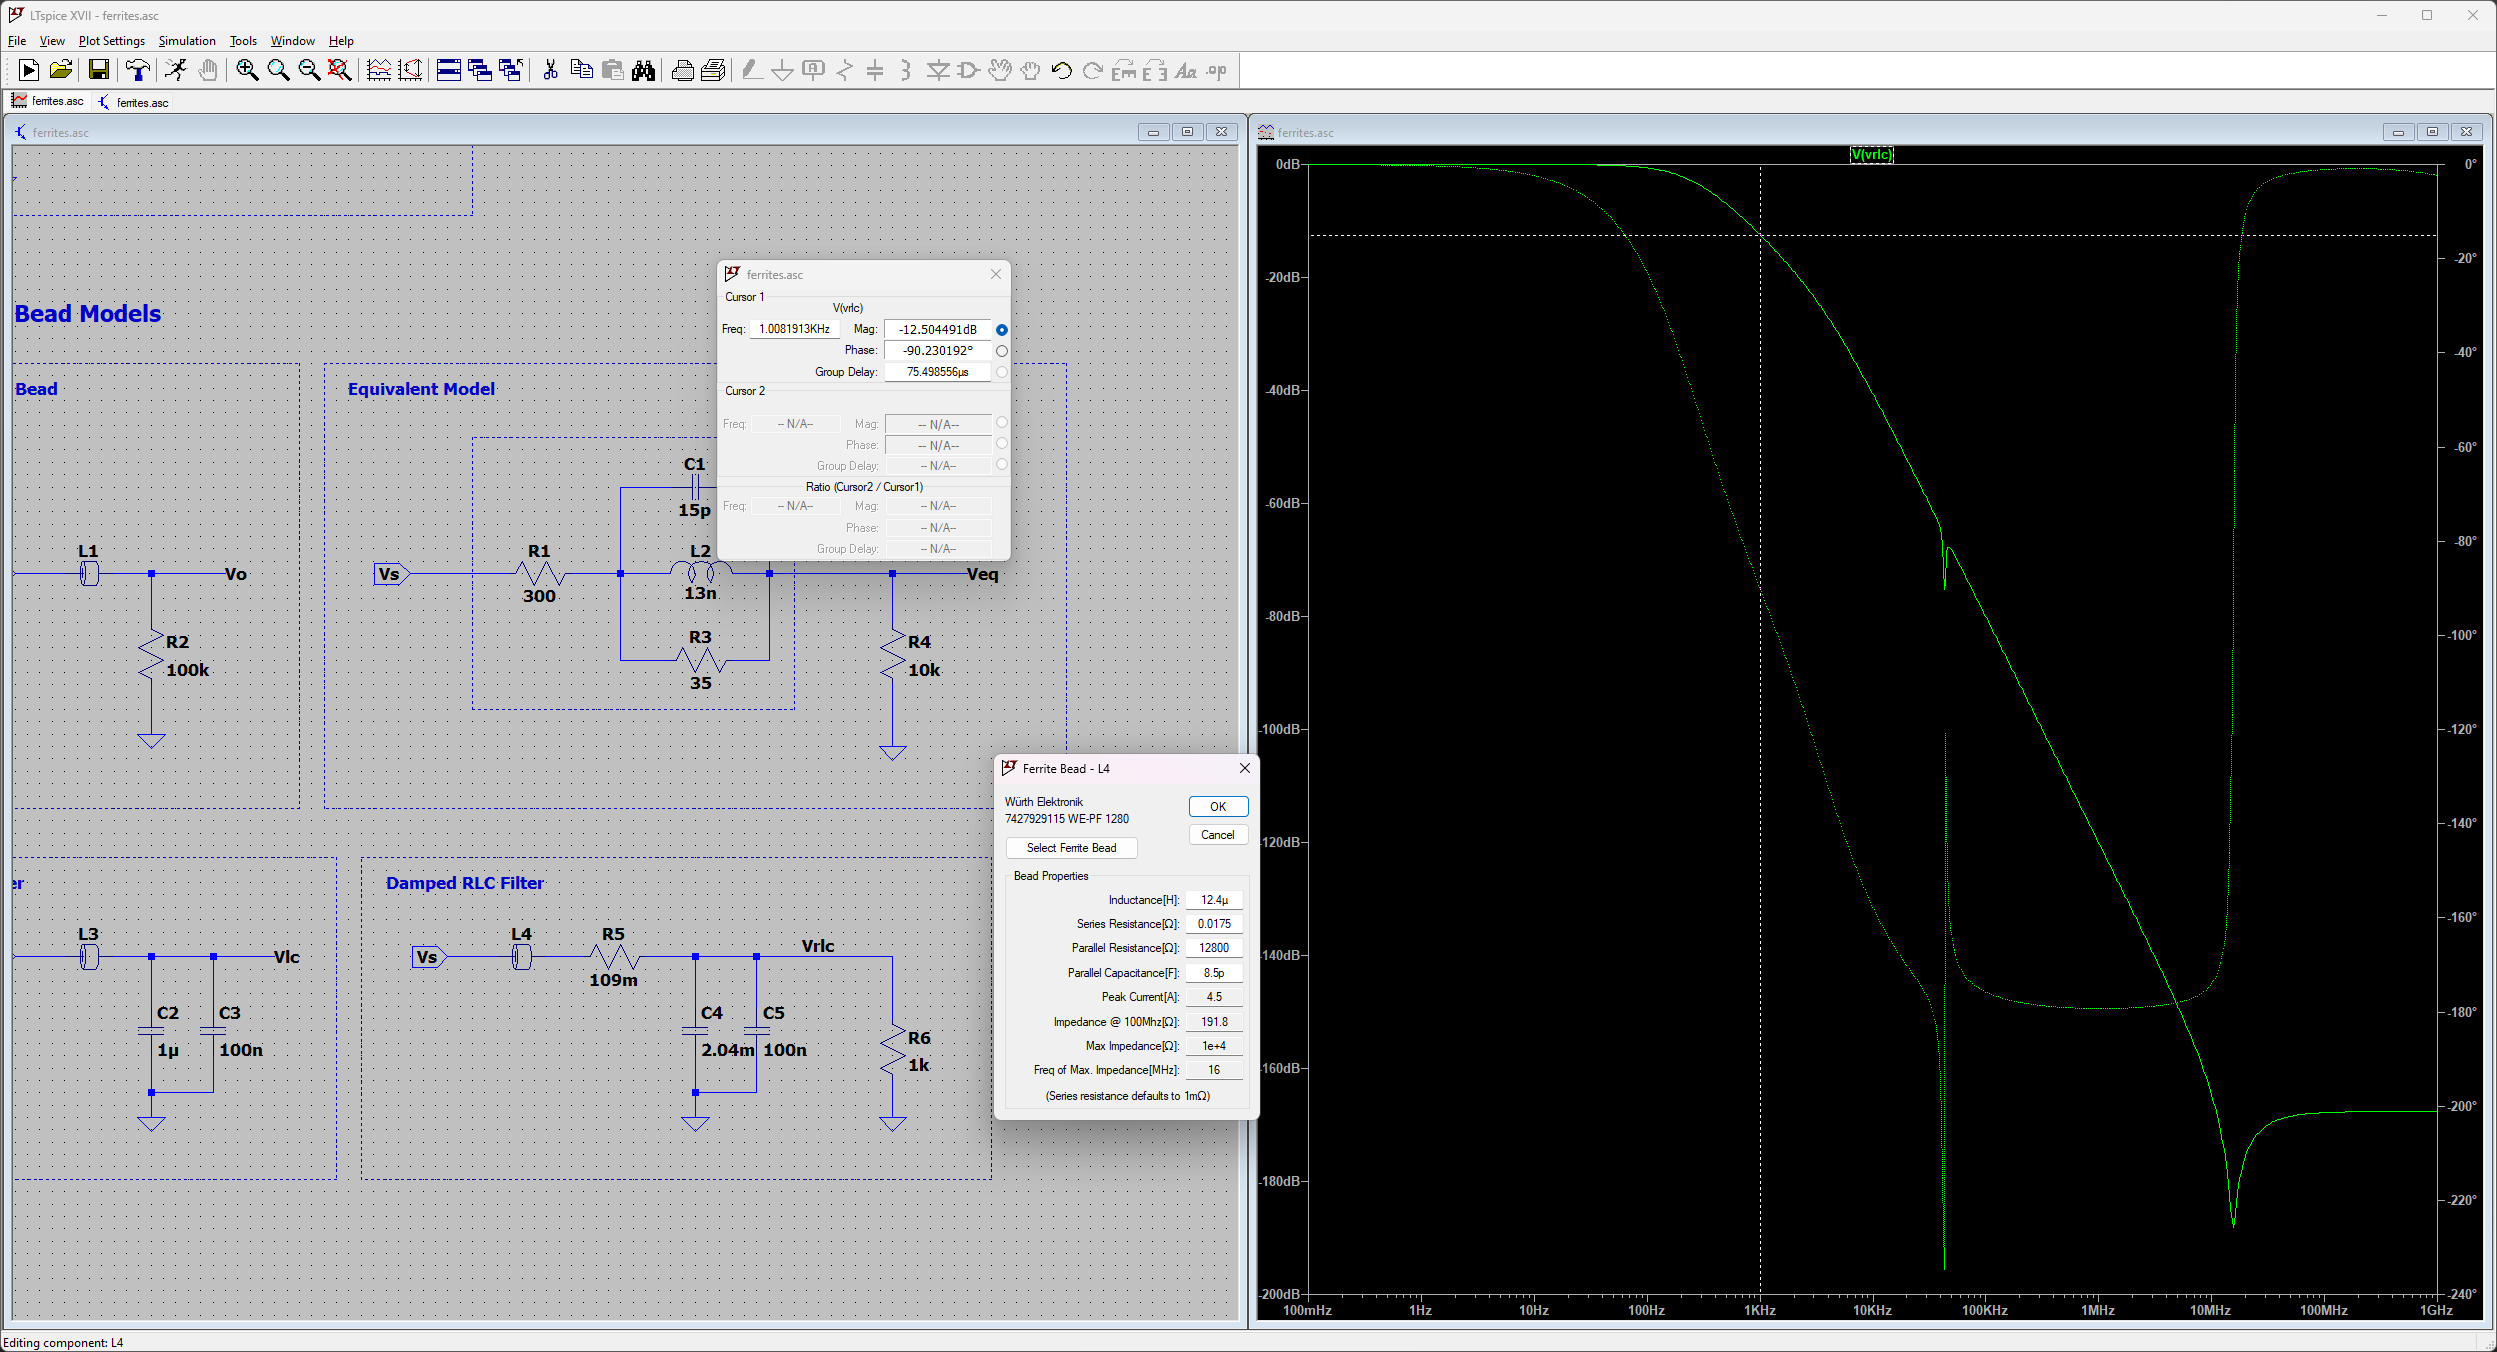 LTspice XVII - ferrites.asc
File View Plot Settings Simulation Tools Window Help
ferrites.asc ferrites.asc
ferrites.asc
Bead Models
Bead
Equivalent Model
L1
Vo
R2
100k
Vs
R1
300
C1
15p
L2
13n
R3
35
Veq
R4
10k
er
Damped RLC Filter
L3
Vlc
C2
1µ
C3
100n
Vs
L4
R5
109m
Vrlc
C4
2.04m
C5
100n
R6
1k
ferrites.asc
Cursor 1
V(vrlc)
Freq: 1.0081913KHz Mag: -12.504491dB
Phase: -90.230192°
Group Delay: 75.498556µs
Cursor 2
Freq: -- N/A-- Mag: -- N/A--
Phase: -- N/A--
Group Delay: -- N/A--
Ratio (Cursor2 / Cursor1)
Freq: -- N/A-- Mag: -- N/A--
Phase: -- N/A--
Group Delay: -- N/A--
Ferrite Bead - L4
Würth Elektronik
7427929115 WE-PF 1280
OK
Cancel
Select Ferrite Bead
Bead Properties
Inductance[H]: 12.4µ
Series Resistance[Ω]: 0.0175
Parallel Resistance[Ω]: 12800
Parallel Capacitance[F]: 8.5p
Peak Current[A]: 4.5
Impedance @ 100Mhz[Ω]: 191.8
Max Impedance[Ω]: 1e+4
Freq of Max. Impedance[MHz]: 16
(Series resistance defaults to 1mΩ)
ferrites.asc
V(vrlc)
0dB
-20dB
-40dB
-60dB
-80dB
-100dB
120dB
140dB
160dB
-180dB
-200dB
0°
-20°
-40°
-60°
-80°
-100°
-120°
-140°
-160°
-180°
-200°
-220°
-240°
100mHz 1Hz 10Hz 100Hz 1KHz 10KHz 100KHz 1MHz 10MHz 100MHz 1GHz
Editing component: L4